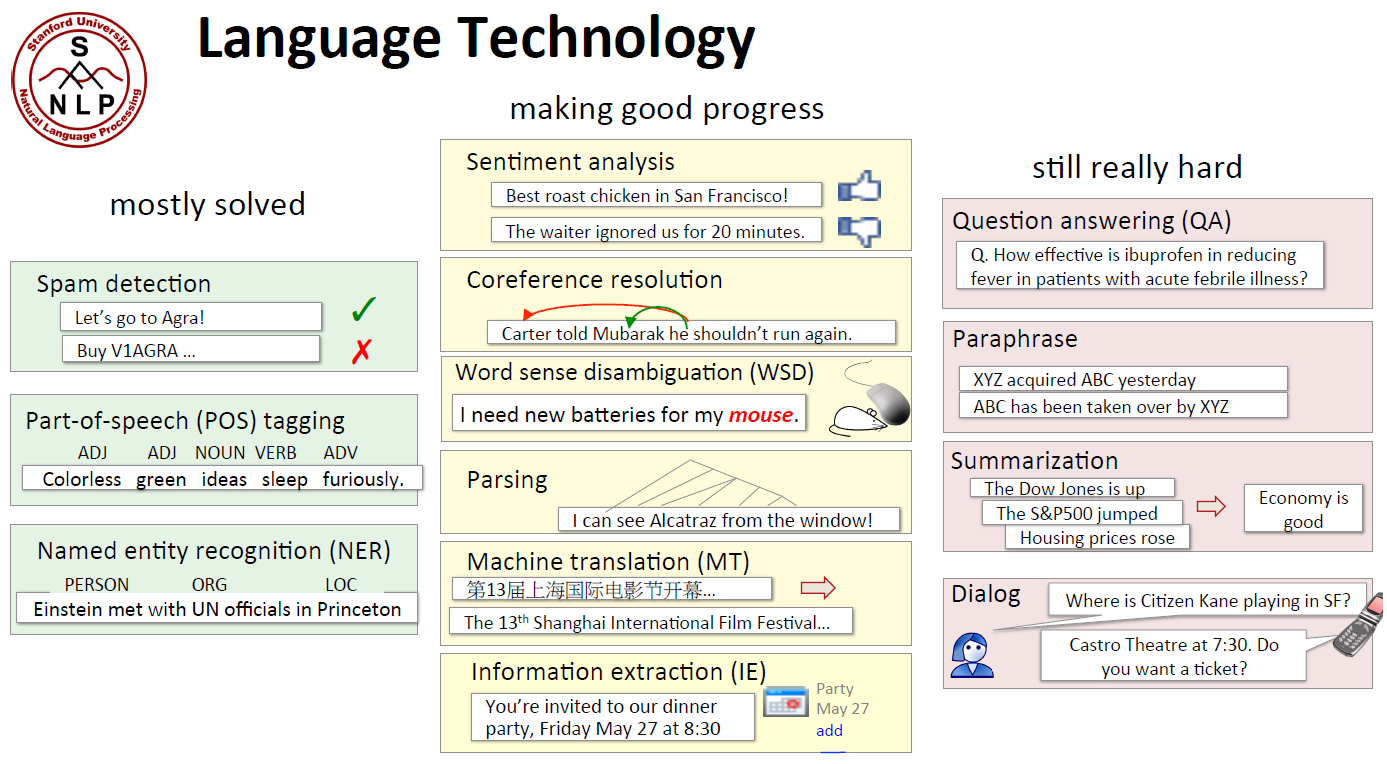 Stanford University
S
N L P
Natural Language Processing
Language Technology
mostly solved
Spam detection
Let's go to Agra!
Buy V1AGRA ...
Part-of-speech (POS) tagging
ADJ ADJ NOUN VERB ADV
Colorless green ideas sleep furiously.
Named entity recognition (NER)
PERSON ORG LOC
Einstein met with UN officials in Princeton
making good progress
Sentiment analysis
Best roast chicken in San Francisco!
The waiter ignored us for 20 minutes.
Coreference resolution
Carter told Mubarak he shouldn't run again.
Word sense disambiguation (WSD)
I need new batteries for my mouse.
Parsing
I can see Alcatraz from the window!
Machine translation (MT)
第13届上海国际电影节开幕...
The 13th Shanghai International Film Festival...
Information extraction (IE)
You're invited to our dinner
party, Friday May 27 at 8:30
Party
May 27
add
still really hard
Question answering (QA)
Q. How effective is ibuprofen in reducing
fever in patients with acute febrile illness?
Paraphrase
XYZ acquired ABC yesterday
ABC has been taken over by XYZ
Summarization
The Dow Jones is up
The S&P500 jumped
Housing prices rose
Economy is
good
Dialog
Where is Citizen Kane playing in SF?
Castro Theatre at 7:30. Do
you want a ticket?